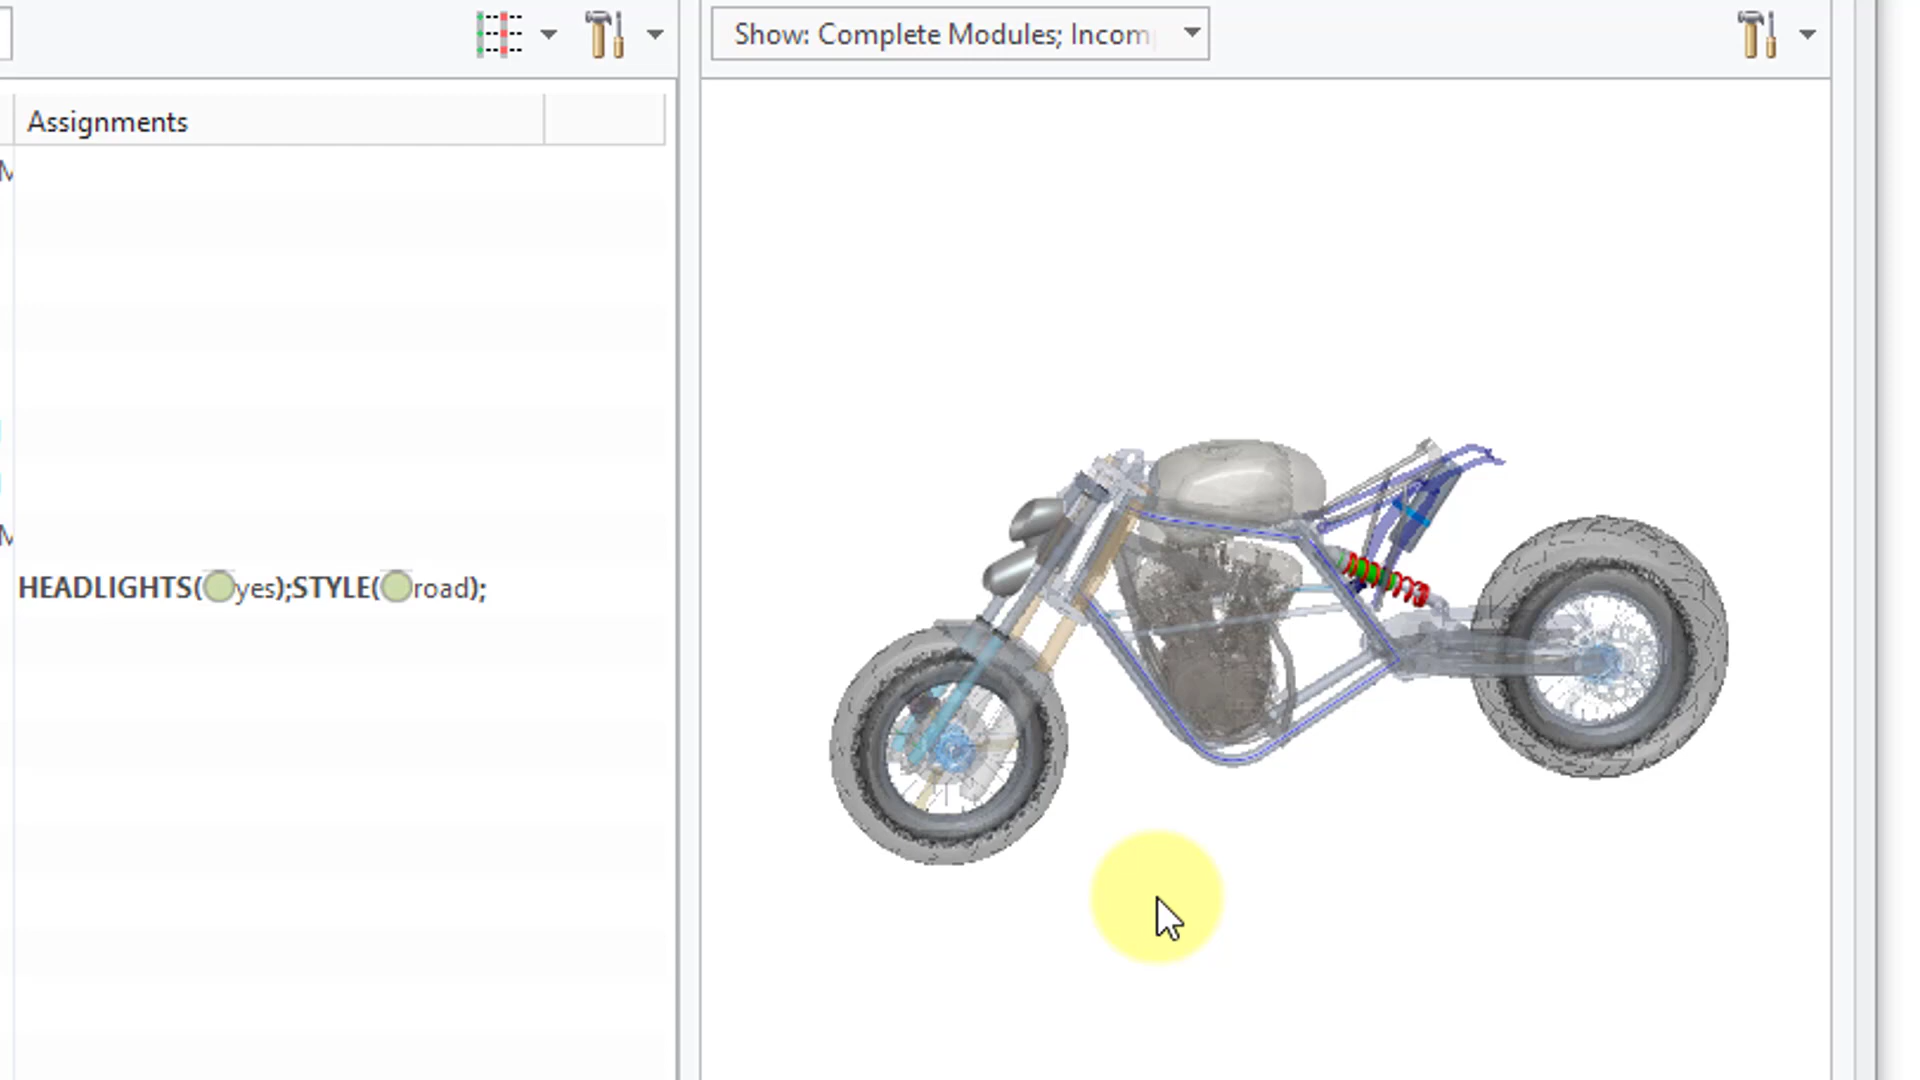 Show: Complete Modules; Incom
Assignments
HEADLIGHTS(yes);STYLE(road);